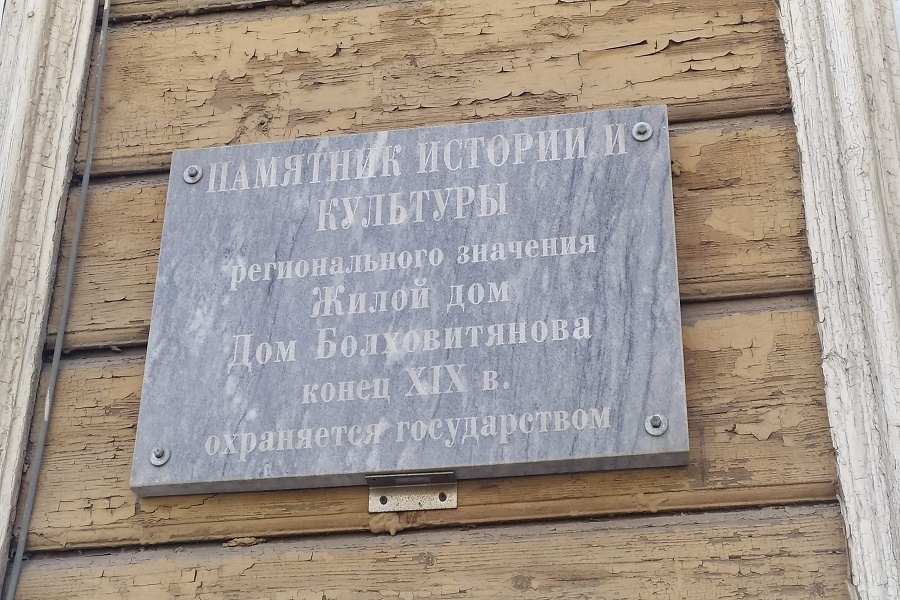 ПАМЯТНИК ИСТОРИИ И
КУЛЬТУРЫ
регионального значения
Жилой дом
Дом Болховитянова
конец XIX в.
охраняется государством